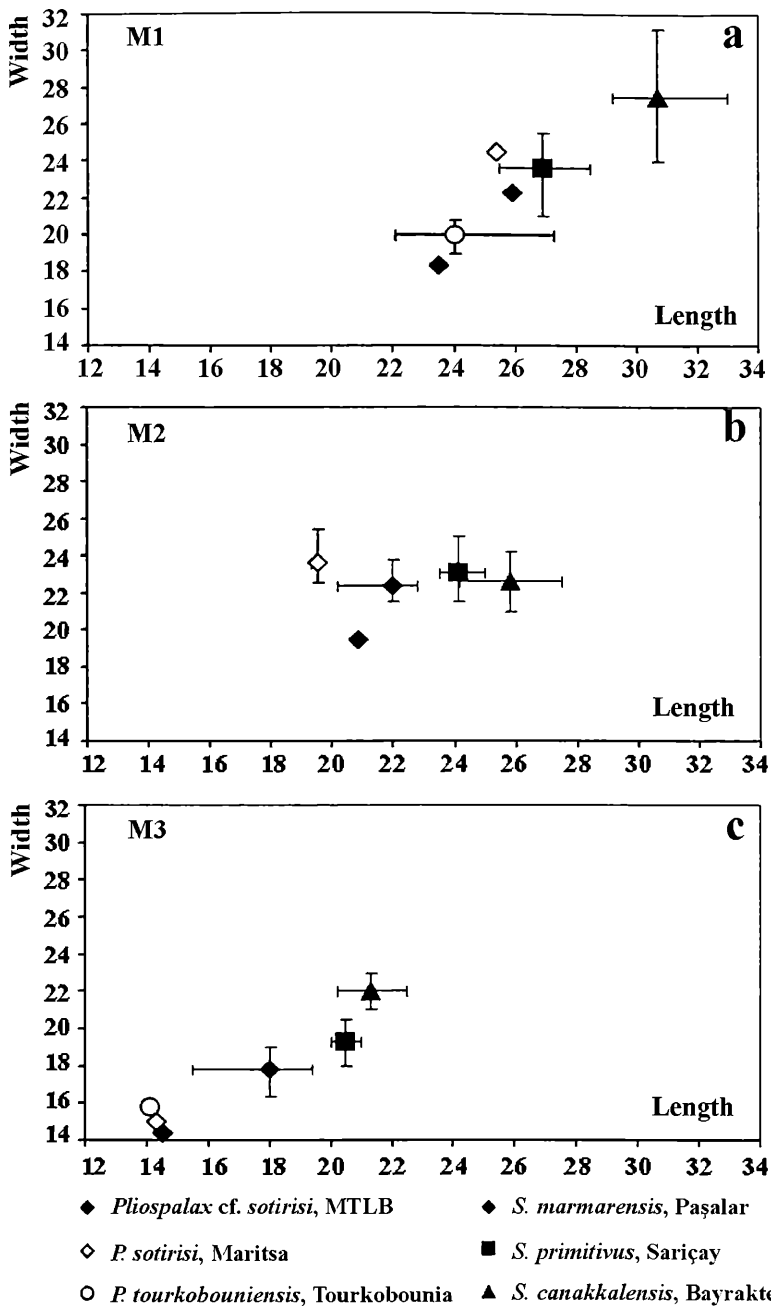 Width
M1
a
32
30
28
26
24
22
20
18
16
14
Length
12 14 16 18 20 22 24 26 28 30 32 34
Width
M2
b
32
30
28
26
24
22
20
18
16
14
Length
12 14 16 18 20 22 24 26 28 30 32 34
Width
M3
c
32
30
28
26
24
22
20
18
16
14
Length
12 14 16 18 20 22 24 26 28 30 32 34
Pliospalax cf. sotirisi, MTLB
S. marmarensis, Paşalar
P. sotirisi, Maritsa
S. primitivus, Sariçay
P. tourkobouniensis, Tourkobounia
S. canakkalensis, Bayrakte